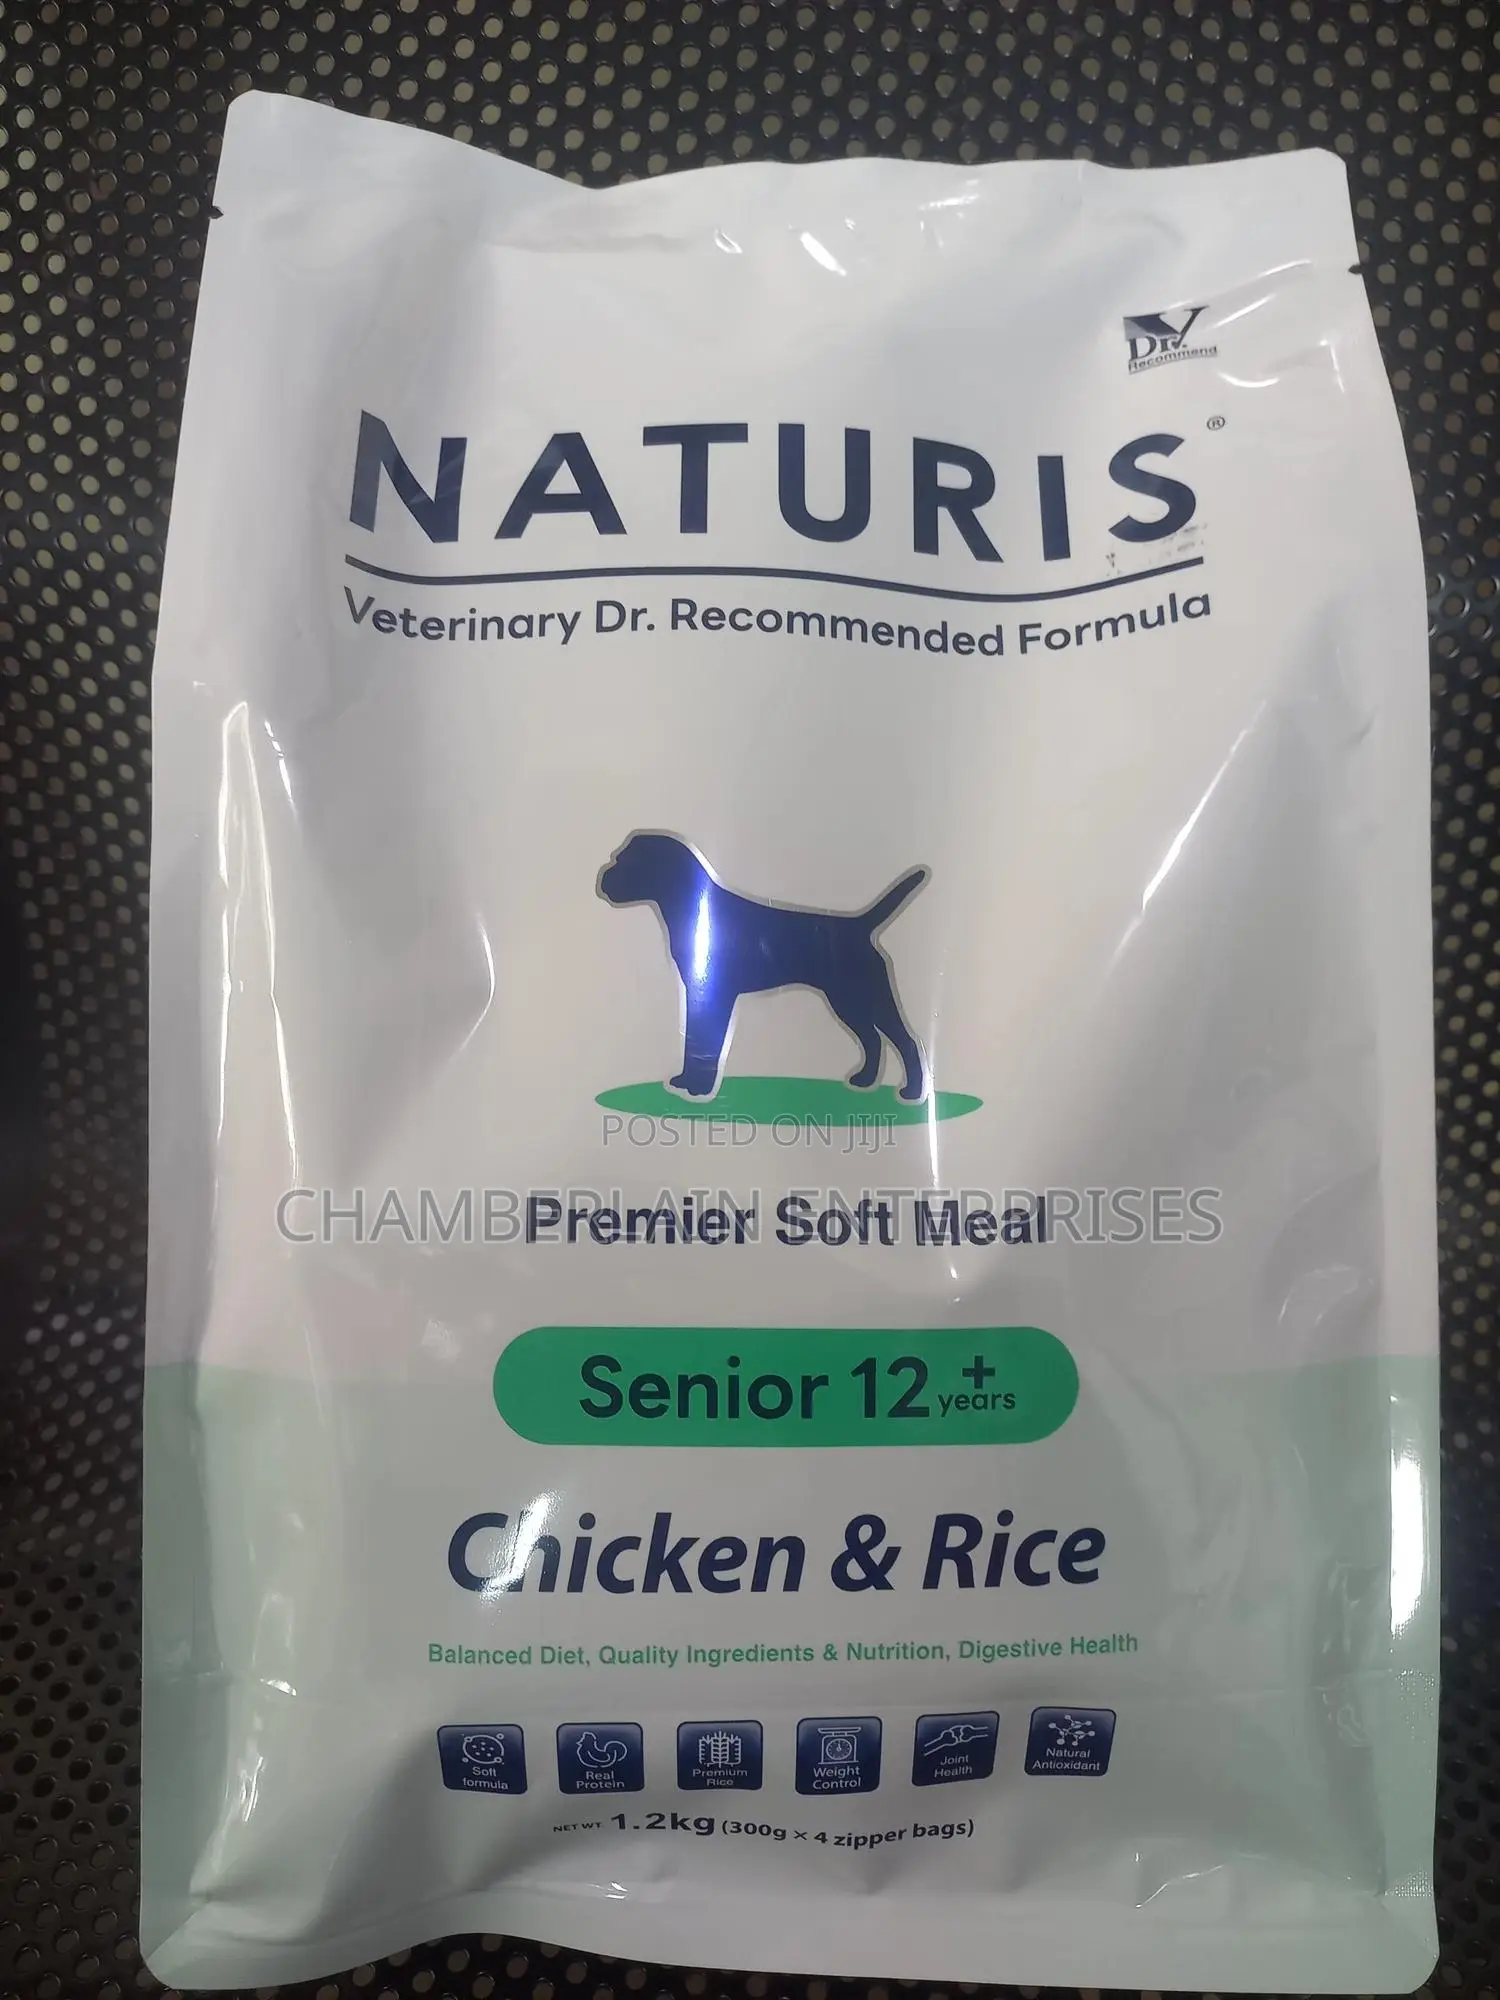 Dr.V
Recommend
NATURIS®
Veterinary Dr. Recommended Formula
POSTED ON JIJI
CHAMBERLAIN ENTERPRISES
Premier Soft Meal
Senior 12+ years
Chicken & Rice
Balanced Diet, Quality Ingredients & Nutrition, Digestive Health
Soft formula
Real Protein
Premium Rice
Weight Control
Joint Health
Natural Antioxidant
NET WT. 1.2kg (300g × 4 zipper bags)